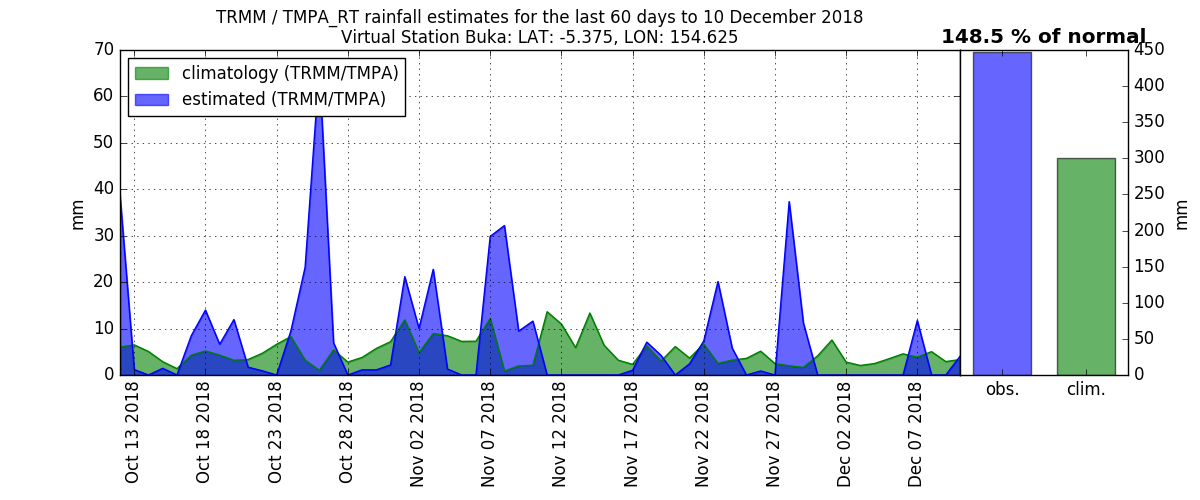 TRMM / TMPA_RT rainfall estimates for the last 60 days to 10 December 2018
Virtual Station Buka: LAT: -5.375, LON: 154.625
148.5 % of normal
climatology (TRMM/TMPA)
estimated (TRMM/TMPA)
70
60
50
40
30
20
10
0
mm
Oct 13 2018
Oct 18 2018
Oct 23 2018
Oct 28 2018
Nov 02 2018
Nov 07 2018
Nov 12 2018
Nov 17 2018
Nov 22 2018
Nov 27 2018
Dec 02 2018
Dec 07 2018
450
400
350
300
250
200
150
100
50
0
mm
obs.
clim.